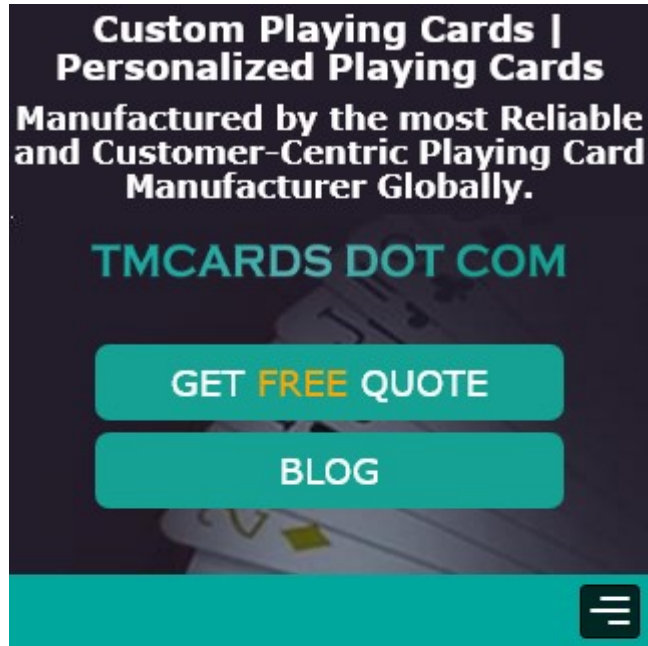 Custom Playing Cards |
Personalized Playing Cards
Manufactured by the most Reliable
and Customer-Centric Playing Card
Manufacturer Globally.
TMCARDS DOT COM
GET FREE QUOTE
BLOG
J
2